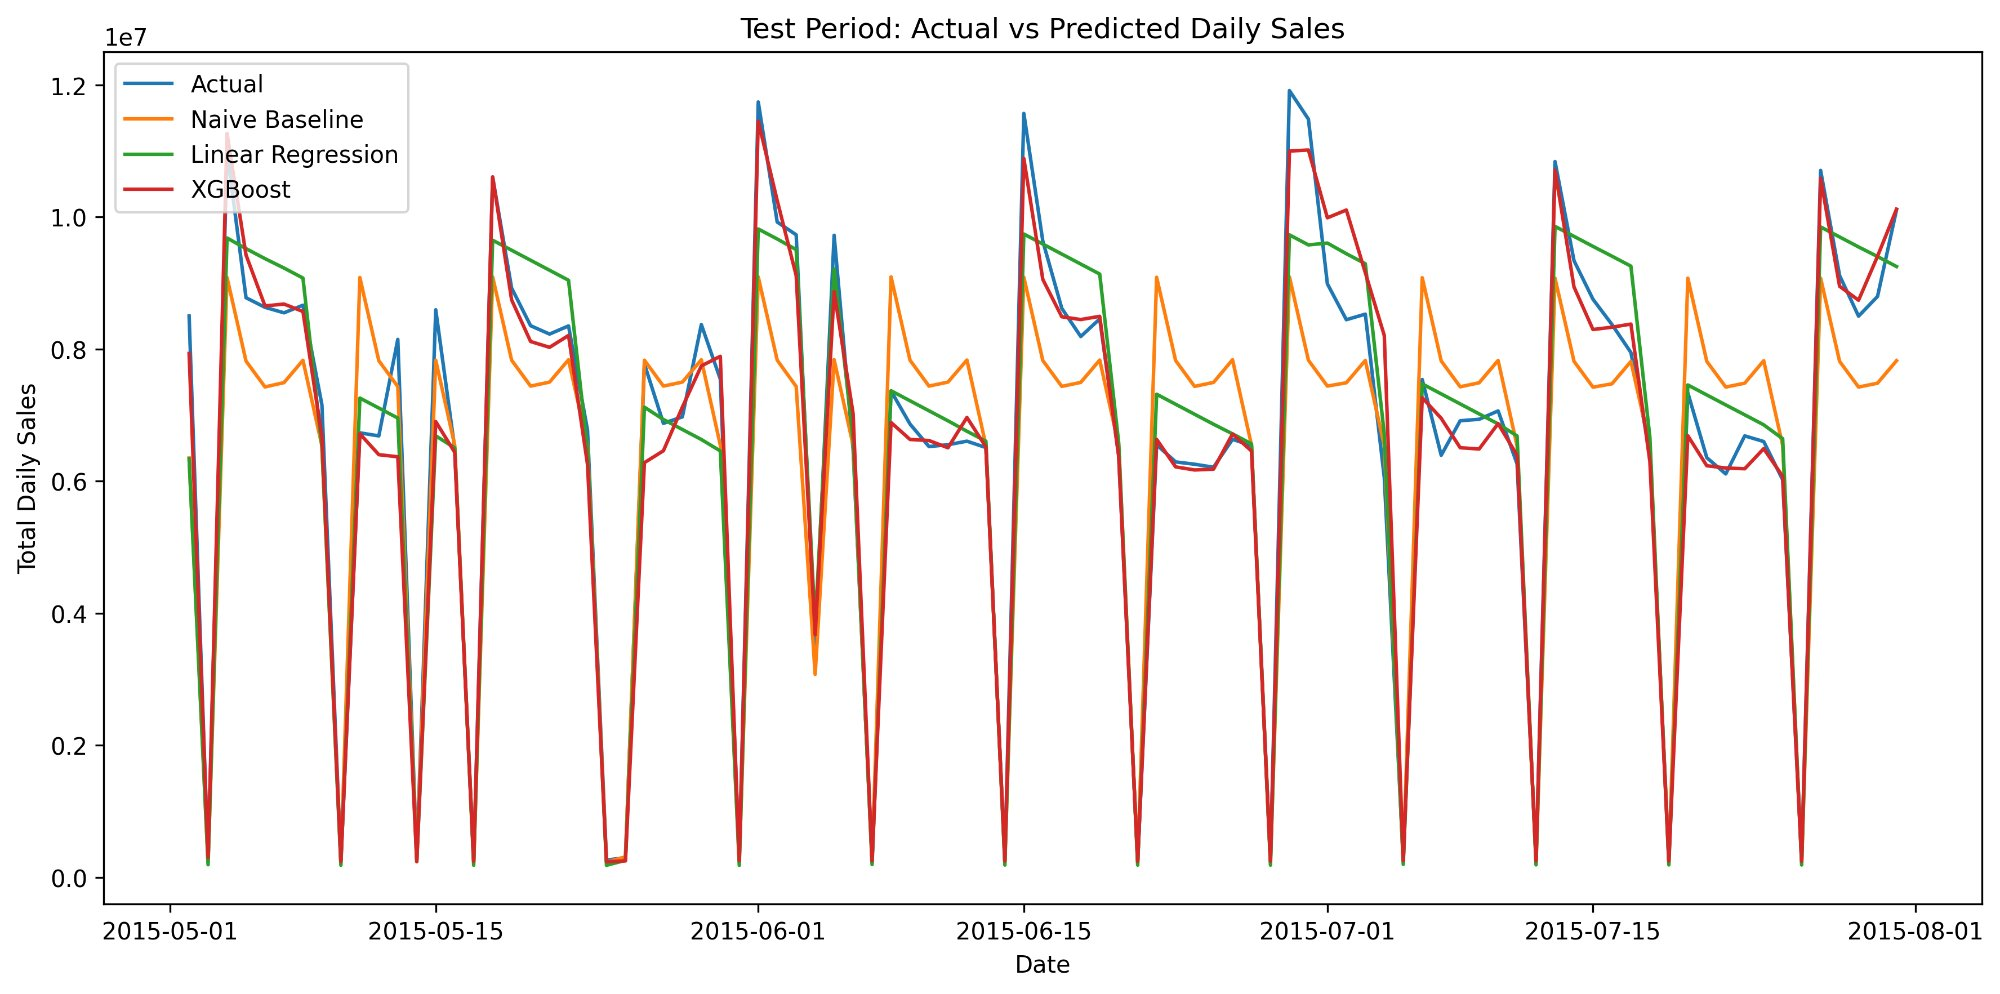 Test Period: Actual vs Predicted Daily Sales
1e7
1.2
1.0
0.8
0.6
0.4
0.2
0.0
Total Daily Sales
Actual
Naive Baseline
Linear Regression
XGBoost
2015-05-01
2015-05-15
2015-06-01
2015-06-15
2015-07-01
2015-07-15
2015-08-01
Date